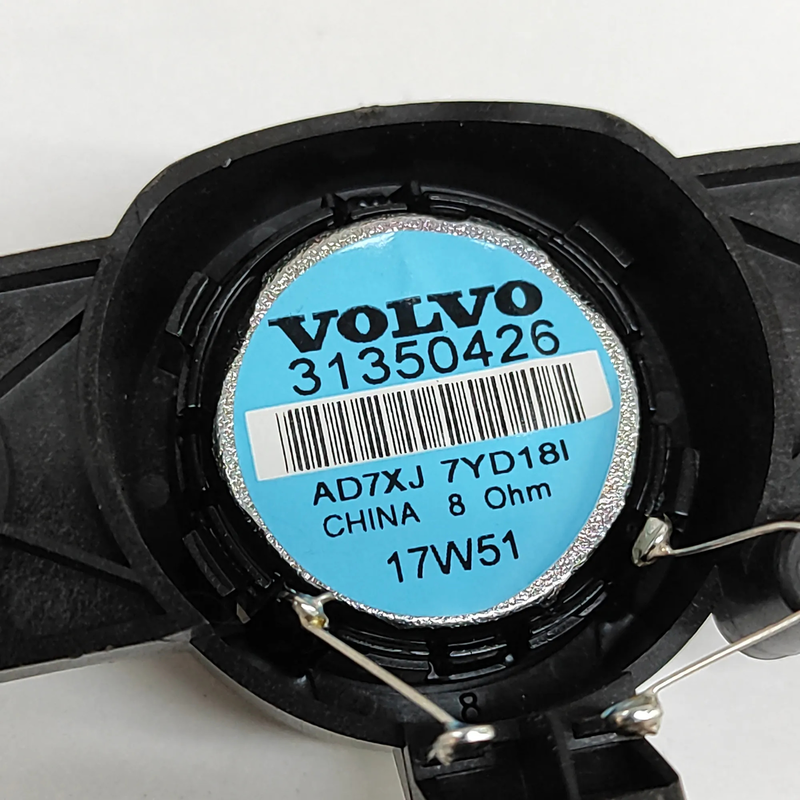 VOLVO
31350426
AD7XJ 7YD18I
CHINA 8 Ohm
17W51
8